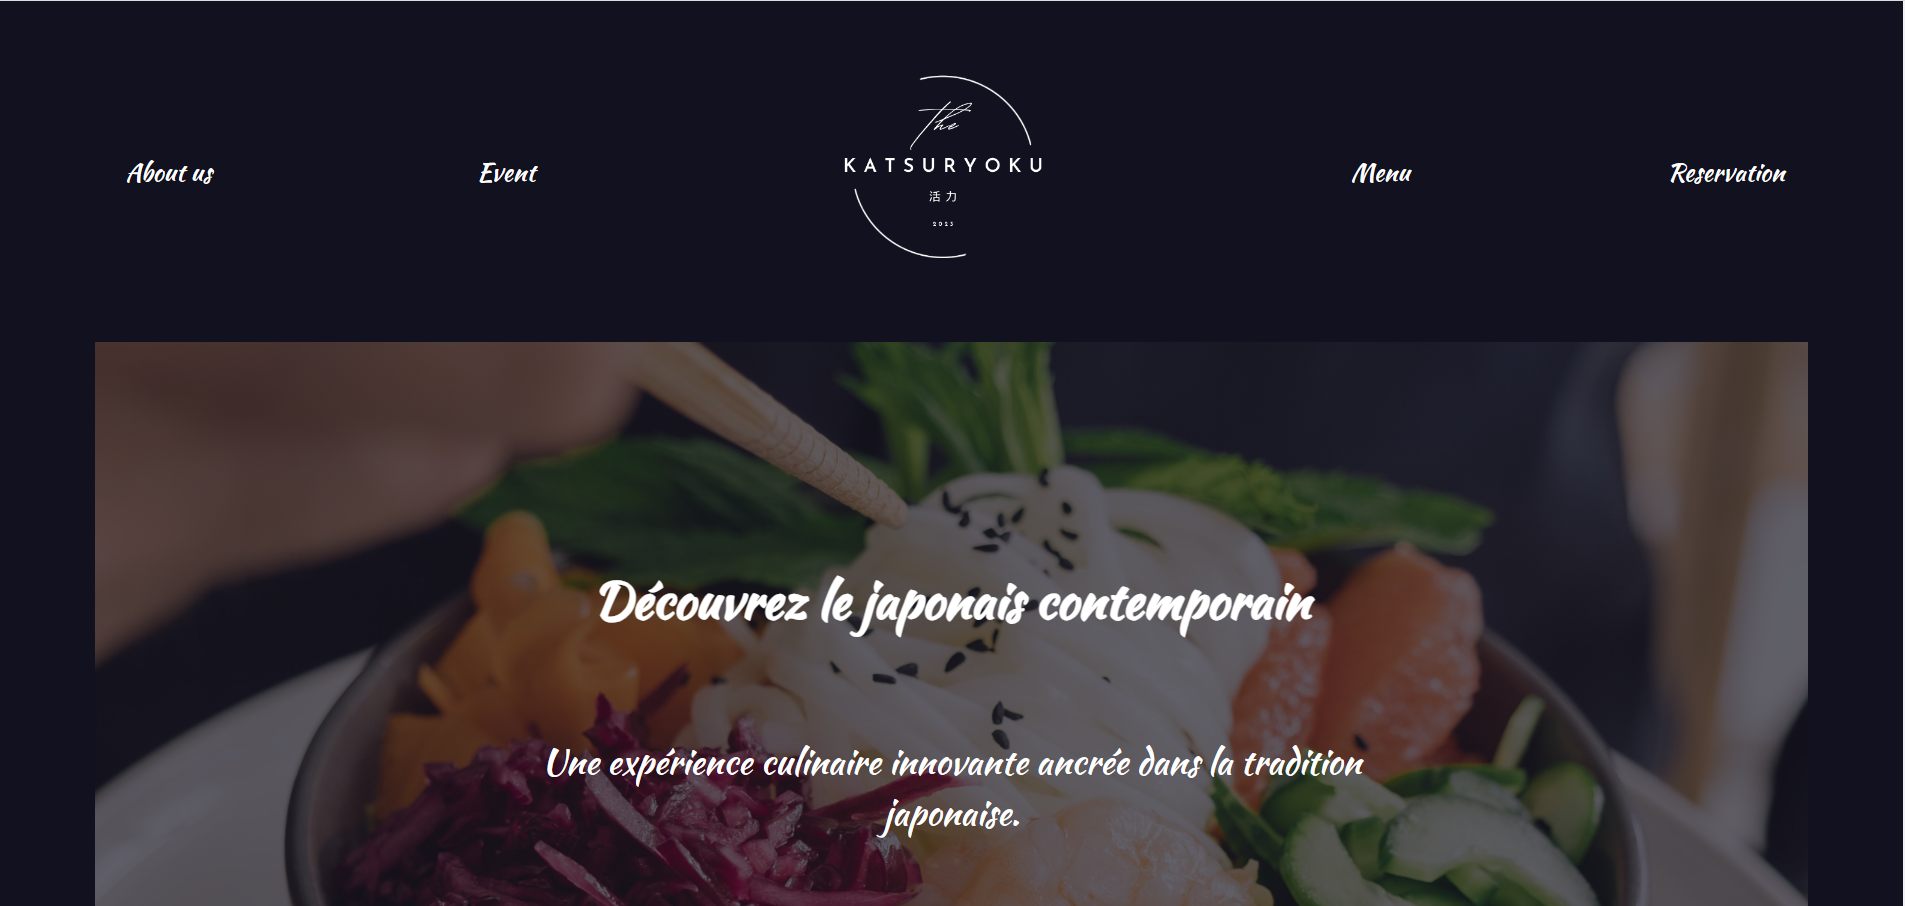 About us
Event
the
KATSURYOKU
活力
2023
Menu
Reservation
Découvrez le japonais contemporain
Une expérience culinaire innovante ancrée dans la tradition
japonaise.